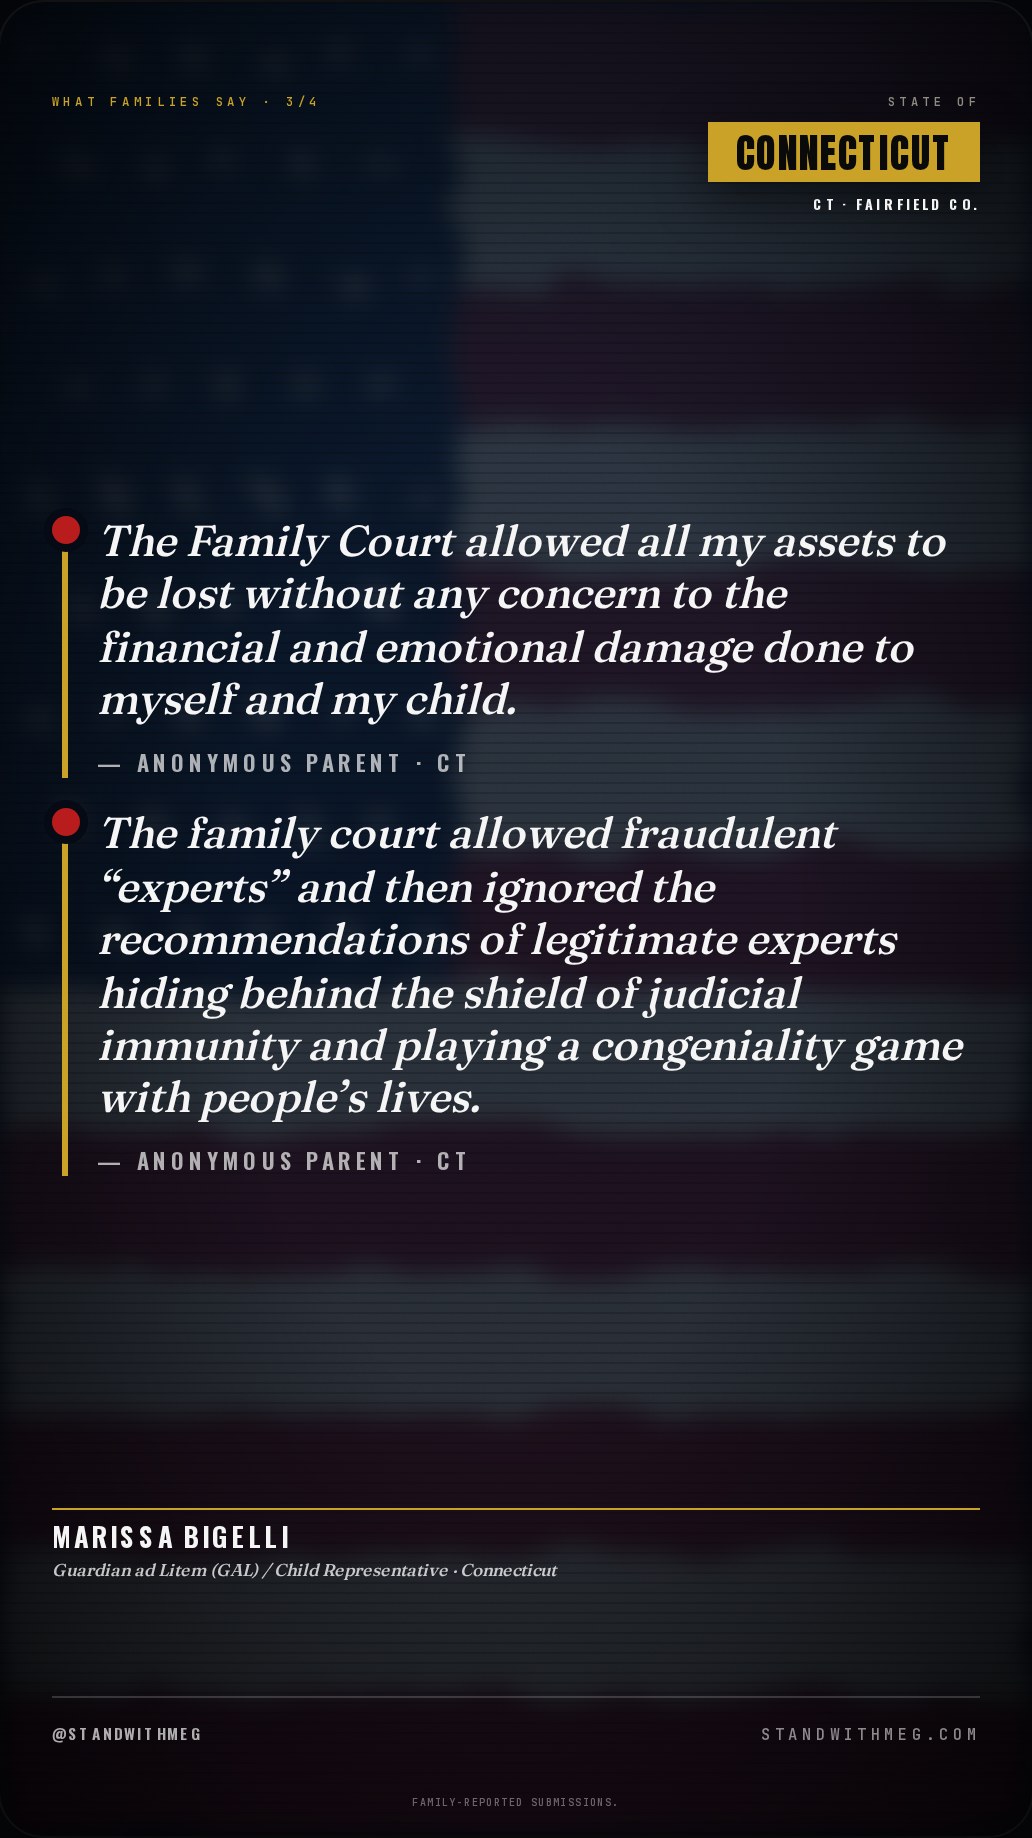 WHAT FAMILIES SAY · 3/4
STATE OF
CONNECTICUT
CT · FAIRFIELD CO.
The Family Court allowed all my assets to
be lost without any concern to the
financial and emotional damage done to
myself and my child.
— ANONYMOUS PARENT · CT
The family court allowed fraudulent
“experts” and then ignored the
recommendations of legitimate experts
hiding behind the shield of judicial
immunity and playing a congeniality game
with people’s lives.
— ANONYMOUS PARENT · CT
MARISSA BIGELLI
Guardian ad Litem (GAL) / Child Representative · Connecticut
@STANDWITHMEG
STANDWITHMEG.COM
FAMILY-REPORTED SUBMISSIONS.